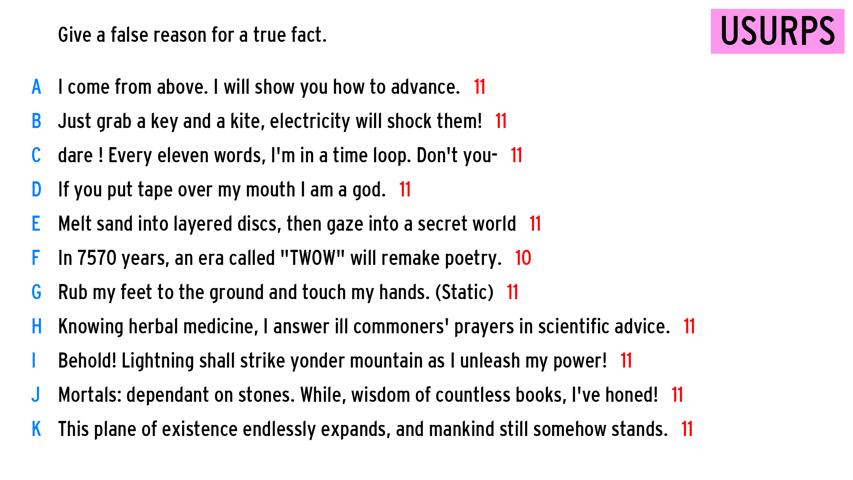 Give a false reason for a true fact.
USURPS
A I come from above. I will show you how to advance. 11
B Just grab a key and a kite, electricity will shock them! 11
C dare ! Every eleven words, I'm in a time loop. Don't you- 11
D If you put tape over my mouth I am a god. 11
E Melt sand into layered discs, then gaze into a secret world 11
F In 7570 years, an era called "TWOW" will remake poetry. 10
G Rub my feet to the ground and touch my hands. (Static) 11
H Knowing herbal medicine, I answer ill commoners' prayers in scientific advice. 11
I Behold! Lightning shall strike yonder mountain as I unleash my power! 11
J Mortals: dependant on stones. While, wisdom of countless books, I've honed! 11
K This plane of existence endlessly expands, and mankind still somehow stands. 11